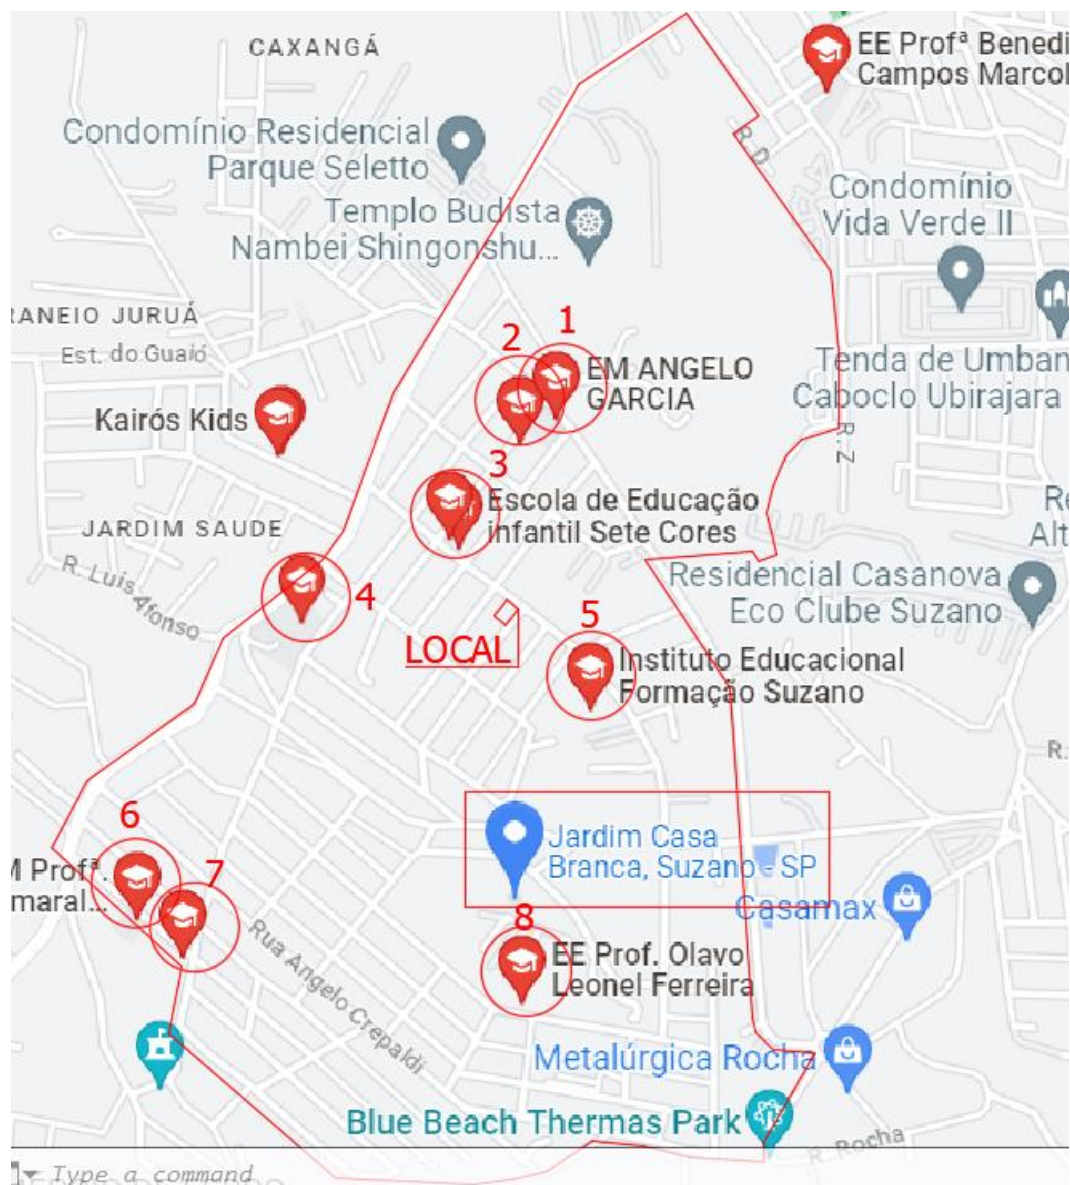 CAXANGÁ
EE Profª Benedi
Campos Marcol
Condomínio Residencial
Parque Seletto
R. D
Condomínio
Vida Verde II
Templo Budista
Nambei Shingonshu...
RANEIO JURUÁ
Est. do Guaió
1
2
EM ANGELO
GARCIA
Tenda de Umban
Caboclo Ubirajara
Kairós Kids
R. Z
3
Escola de Educação
infantil Sete Cores
JARDIM SAUDE
Re
Alt
R. Luis Afonso
4
Residencial Casanova
Eco Clube Suzano
LOCAL
5
Instituto Educacional
Formação Suzano
R.
6
Jardim Casa
Branca, Suzano - SP
M Profª.
maral...
7
Casamax
Rua Angelo Crepaldi
8
EE Prof. Olavo
Leonel Ferreira
Metalúrgica Rocha
Blue Beach Thermas Park
R. Rocha
Type a command